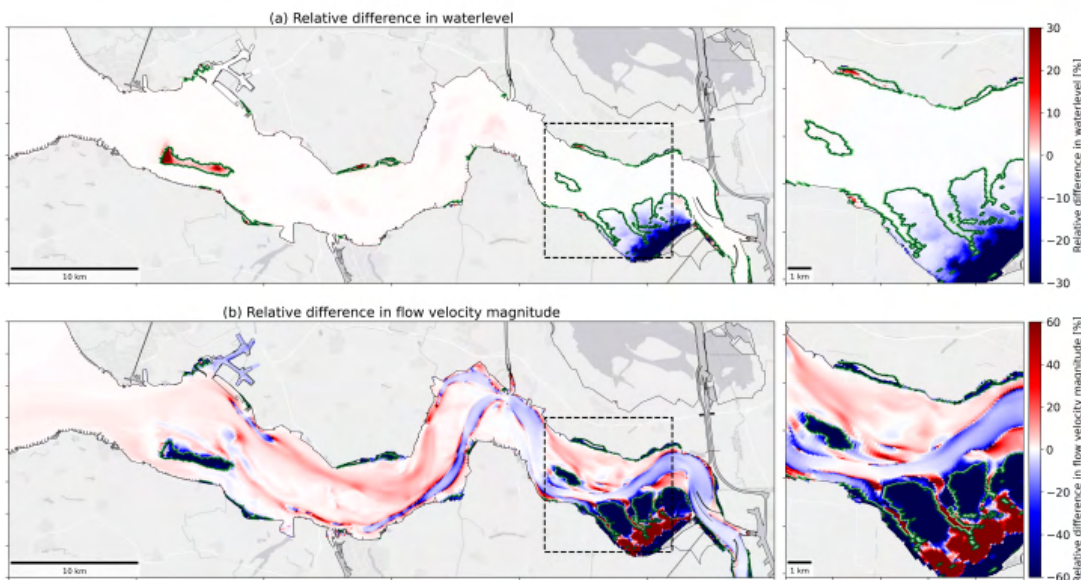 (a) Relative difference in waterlevel
10 km
1 km
30
20
10
0
−10
−20
−30
Relative difference in waterlevel [%]
(b) Relative difference in flow velocity magnitude
10 km
1 km
60
40
20
0
−20
−40
−60
Relative difference in flow velocity magnitude [%]